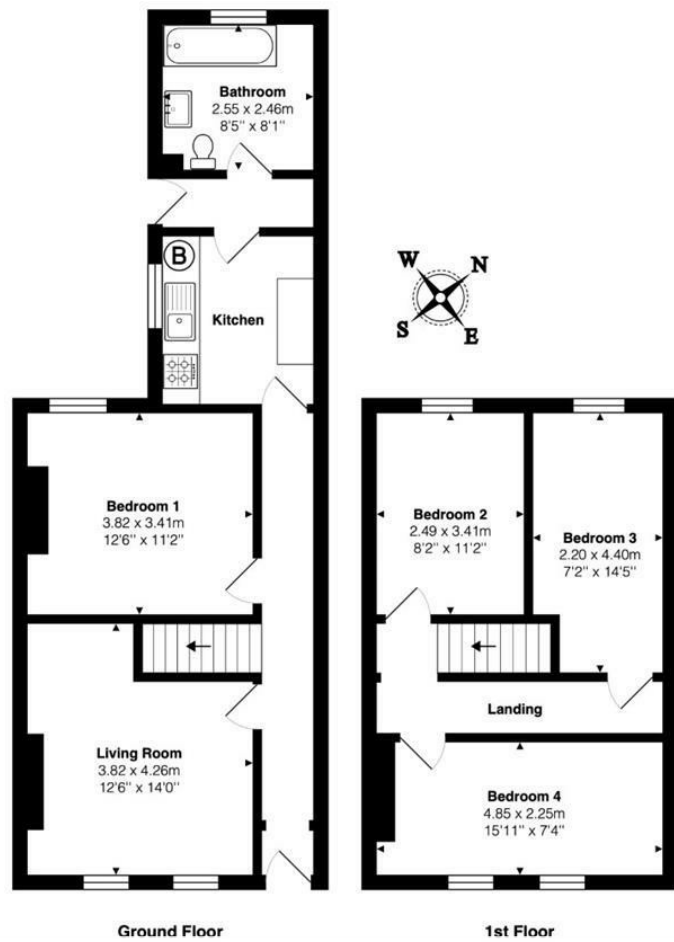 Bathroom
2.55 x 2.46m
8'5'' x 8'1''
B
Kitchen
W
N
S
E
Bedroom 1
3.82 x 3.41m
12'6'' x 11'2''
Bedroom 2
2.49 x 3.41m
8'2'' x 11'2''
Bedroom 3
2.20 x 4.40m
7'2'' x 14'5''
Living Room
3.82 x 4.26m
12'6'' x 14'0''
Landing
Bedroom 4
4.85 x 2.25m
15'11'' x 7'4''
Ground Floor
1st Floor